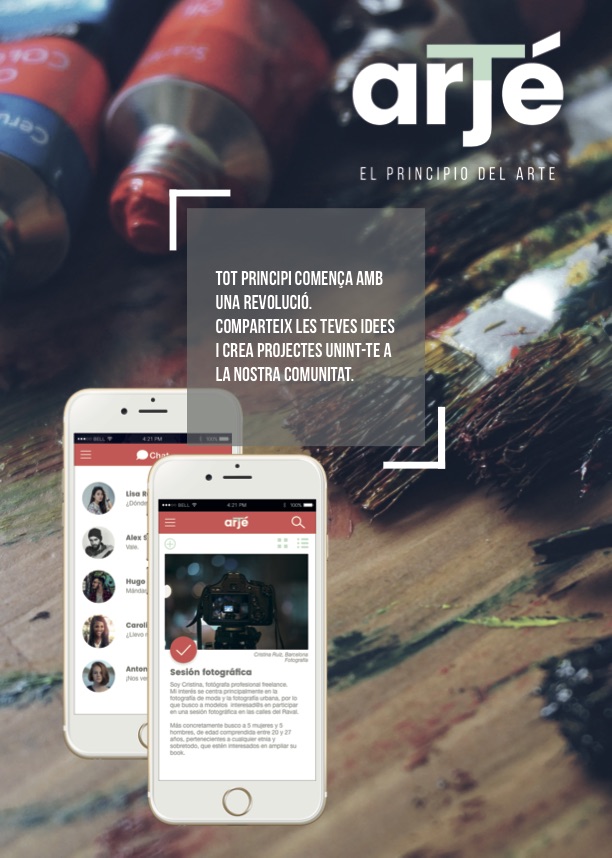 artjé
EL PRINCIPIO DEL ARTE
TOT PRINCIPI COMENÇA AMB
UNA REVOLUCIÓ.
COMPARTEIX LES TEVES IDEES
I CREA PROJECTES UNINT-TE A
LA NOSTRA COMUNITAT.
BELL 4:21 PM 100%
Chat
Lisa
¿Dónde
Alex
Vale.
Hugo
Caroli
¿Llevo
Anton
¡Nos ve
BELL 4:21 PM 100%
artjé
Cristina Ruiz, Barcelona
Fotografía
Sesión fotográfica
Soy Cristina, fotógrafa profesional freelance.
Mi interés se centra principalmente en la
fotografía de moda y la fotografía urbana, por lo
que busco a modelos interesad@s en participar
en una sesión fotográfica en las calles del Raval.
Más concretamente busco a 5 mujeres y 5
hombres, de edad comprendida entre 20 y 27
años, pertenecientes a cualquier etnia y
sobretodo, que estén interesados en ampliar su
book.